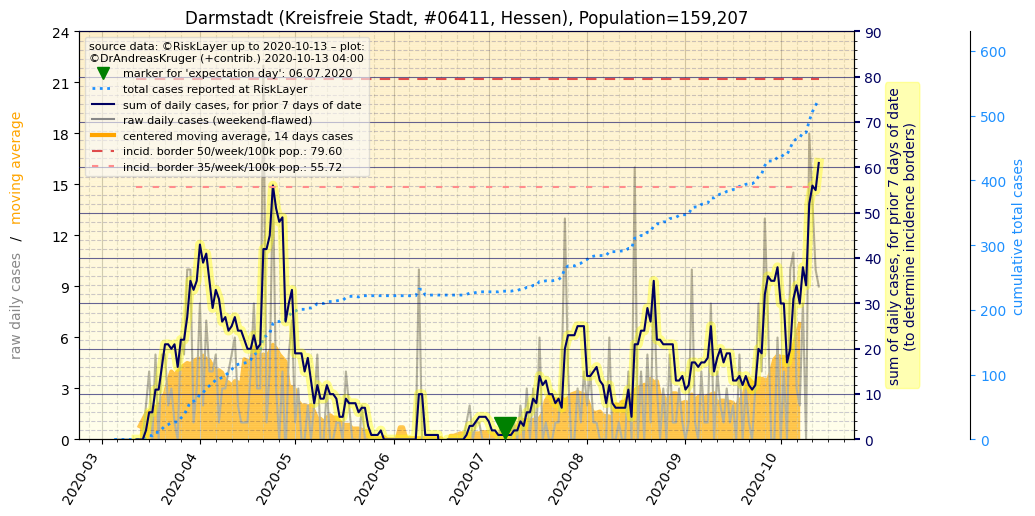 Darmstadt (Kreisfreie Stadt, #06411, Hessen), Population=159,207
source data: ©RiskLayer up to 2020-10-13 – plot:
©DrAndreasKruger (+contrib.) 2020-10-13 04:00
marker for 'expectation day': 06.07.2020
total cases reported at RiskLayer
sum of daily cases, for prior 7 days of date
raw daily cases (weekend-flawed)
centered moving average, 14 days cases
incid. border 50/week/100k pop.: 79.60
incid. border 35/week/100k pop.: 55.72
raw daily cases / moving average
24
21
18
15
12
9
6
3
0
90
80
70
60
50
40
30
20
10
0
sum of daily cases, for prior 7 days of date
(to determine incidence borders)
600
500
400
300
200
100
0
cumulative total cases
2020-03
2020-04
2020-05
2020-06
2020-07
2020-08
2020-09
2020-10